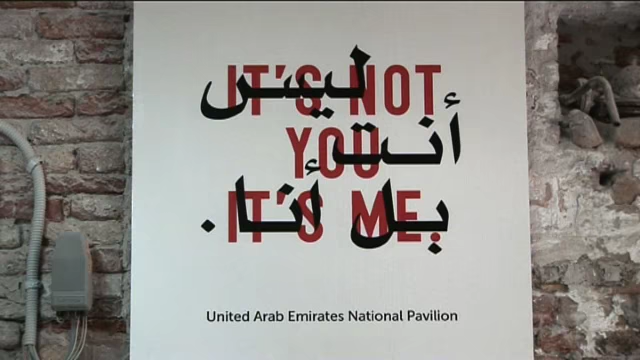 IT'S NOT
ليس
YOU
أنت
IT'S ME.
بل أنا.
United Arab Emirates National Pavilion